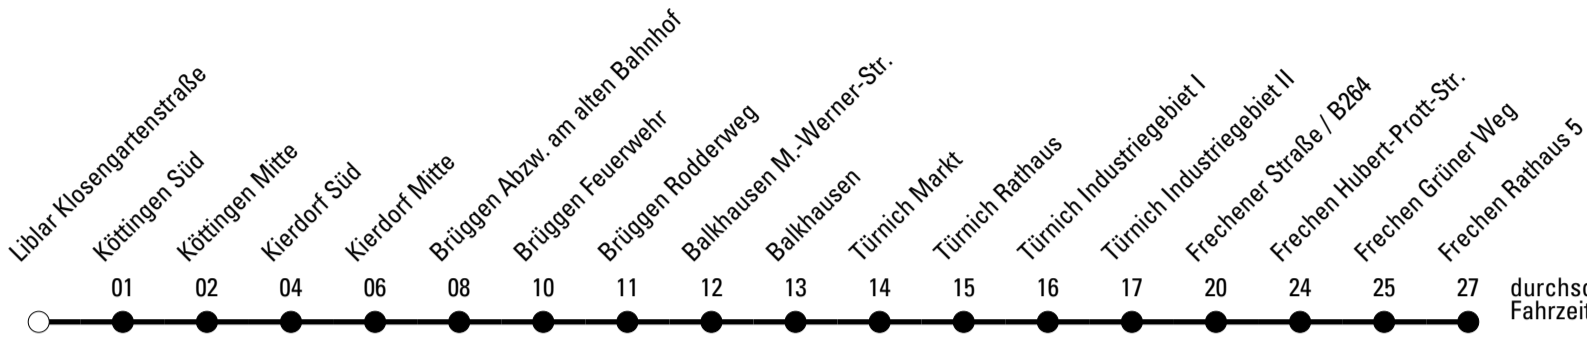 Liblar Klosengartenstraße
Köttingen Süd
Köttingen Mitte
Kierdorf Süd
Kierdorf Mitte
Brüggen Abzw. am alten Bahnhof
Brüggen Feuerwehr
Brüggen Rodderweg
Balkhausen M.-Werner-Str.
Balkhausen
Türnich Markt
Türnich Rathaus
Türnich Industriegebiet I
Türnich Industriegebiet II
Frechener Straße / B264
Frechen Hubert-Prott-Str.
Frechen Grüner Weg
Frechen Rathaus 5
01 02 04 06 08 10 11 12 13 14 15 16 17 20 24 25 27